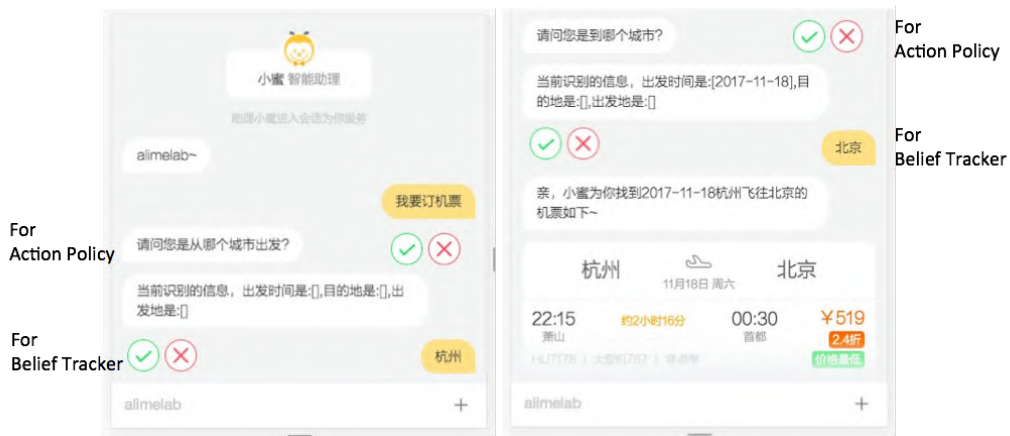 小蜜 智能助理
助理小蜜进入会话为你服务
alimelab~
我要订机票
For
Action Policy
请问您是从哪个城市出发?
当前识别的信息，出发时间是:[],目的地是:[],出
发地是:[]
For
Belief Tracker
杭州
alimelab
+
请问您是到哪个城市?
For
Action Policy
当前识别的信息，出发时间是:[2017-11-18],目
的地是:[],出发地是:[]
For
Belief Tracker
北京
亲，小蜜为你找到2017-11-18杭州飞往北京的
机票如下~
杭州
北京
11月18日 周六
22:15
约2小时16分
00:30
￥519
萧山
首都
2.4折
价格最低
alimelab
+